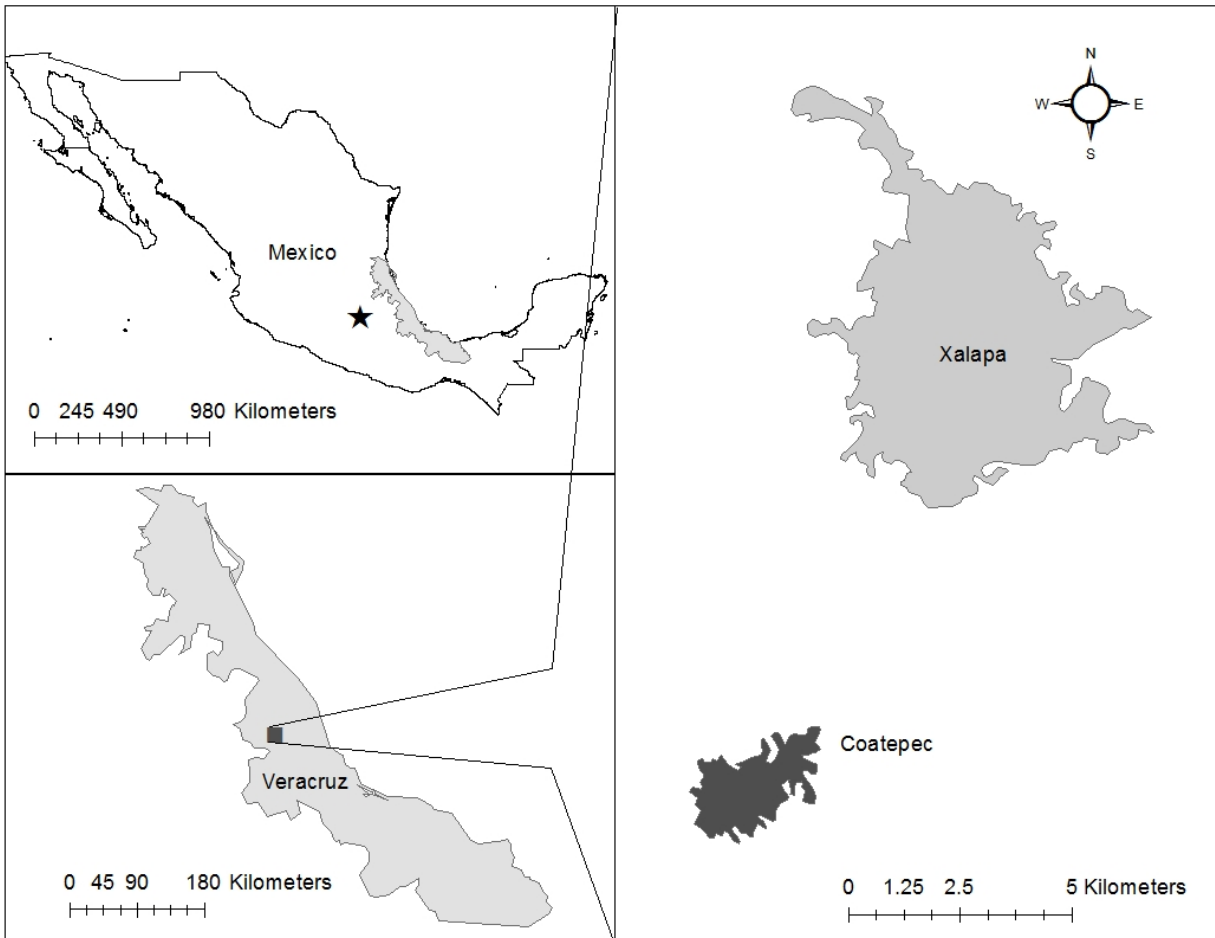 Mexico
0 245 490 980 Kilometers
Veracruz
0 45 90 180 Kilometers
N
W E
S
Xalapa
Coatepec
0 1.25 2.5 5 Kilometers